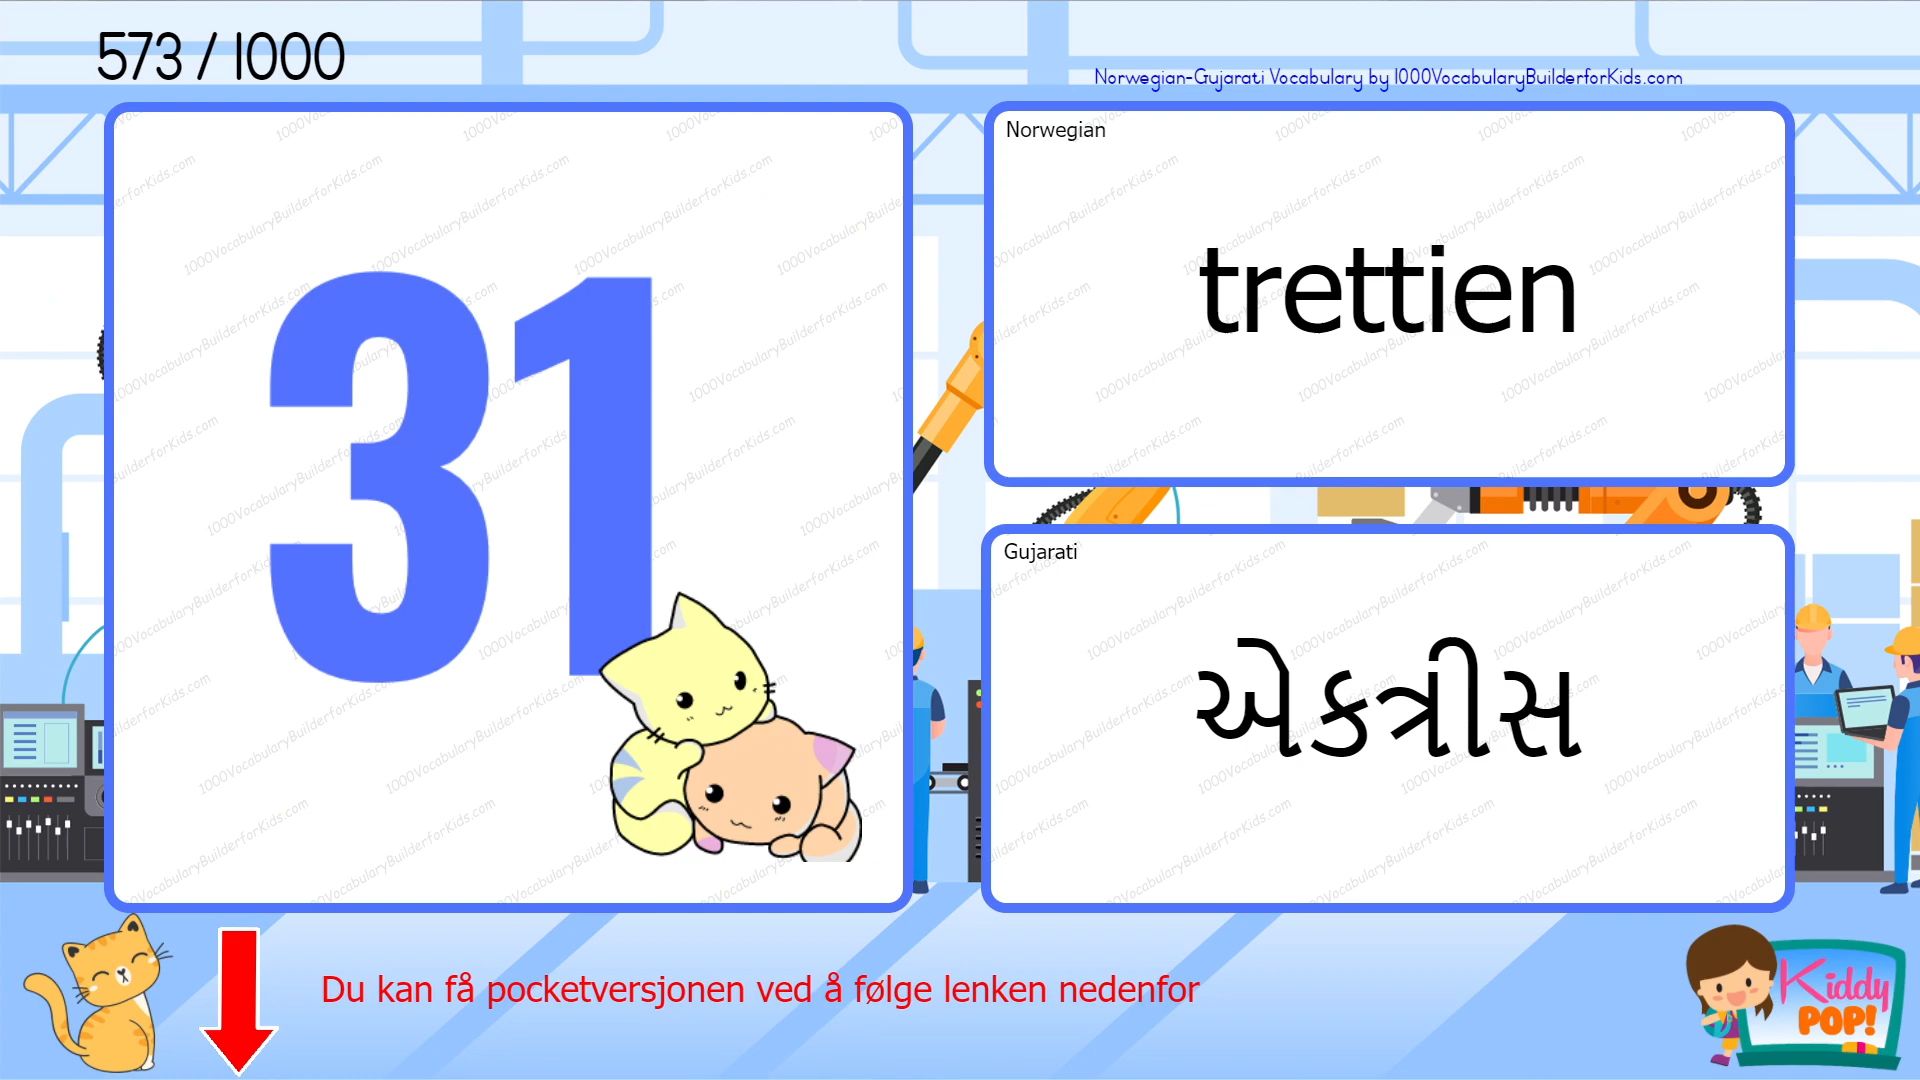 573 / 1000
Norwegian-Gujarati Vocabulary by 1000VocabularyBuilderforKids.com
31
Norwegian
trettien
Gujarati
એકત્રીસ
Du kan få pocketversjonen ved å følge lenken nedenfor
Kiddy
POP!